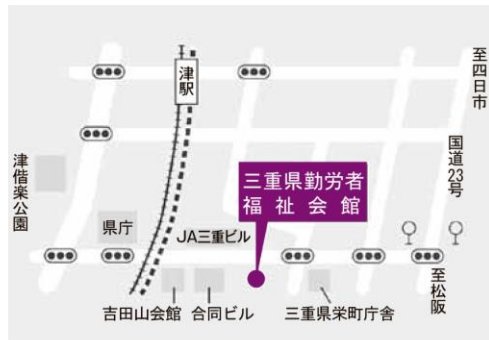 至四日市
津駅
国道23号
津偕楽公園
三重県勤労者
福祉会館
県庁
JA三重ビル
至松阪
吉田山会館
合同ビル
三重県栄町庁舎